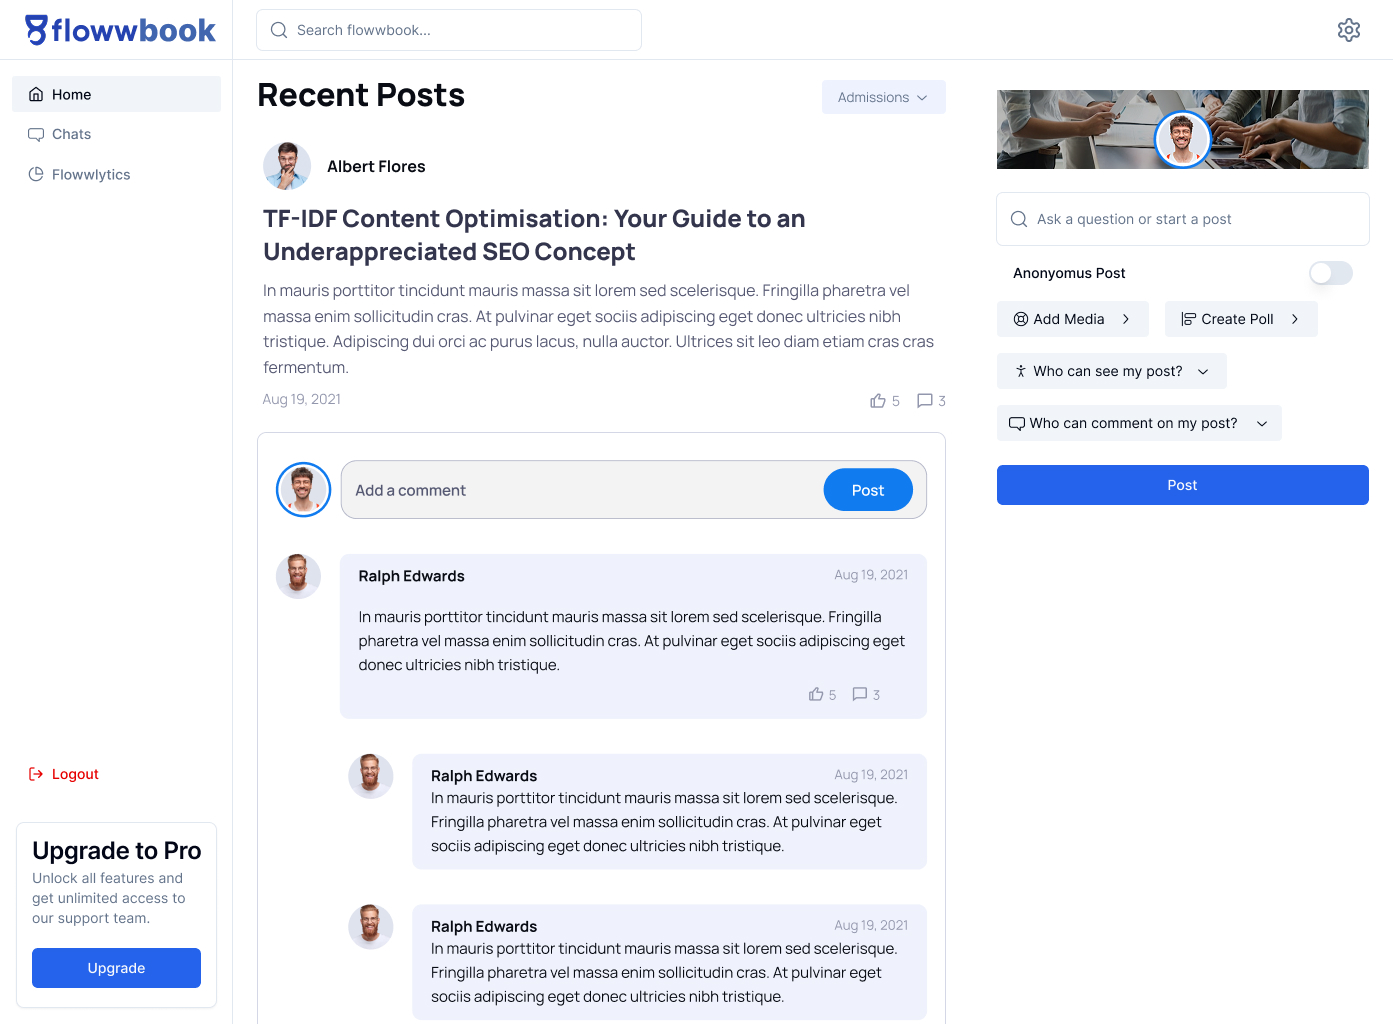 flowwbook
Search flowwbook...
Home
Chats
Flowwlytics
Logout
Upgrade to Pro
Unlock all features and
get unlimited access to
our support team.
Upgrade
Recent Posts
Admissions
Albert Flores
TF-IDF Content Optimisation: Your Guide to an
Underappreciated SEO Concept
In mauris porttitor tincidunt mauris massa sit lorem sed scelerisque. Fringilla pharetra vel
massa enim sollicitudin cras. At pulvinar eget sociis adipiscing eget donec ultricies nibh
tristique. Adipiscing dui orci ac purus lacus, nulla auctor. Ultrices sit leo diam etiam cras cras
fermentum.
Aug 19, 2021
5
3
Add a comment
Post
Ralph Edwards
Aug 19, 2021
In mauris porttitor tincidunt mauris massa sit lorem sed scelerisque. Fringilla
pharetra vel massa enim sollicitudin cras. At pulvinar eget sociis adipiscing eget
donec ultricies nibh tristique.
5
3
Ralph Edwards
Aug 19, 2021
In mauris porttitor tincidunt mauris massa sit lorem sed scelerisque.
Fringilla pharetra vel massa enim sollicitudin cras. At pulvinar eget
sociis adipiscing eget donec ultricies nibh tristique.
Ralph Edwards
Aug 19, 2021
In mauris porttitor tincidunt mauris massa sit lorem sed scelerisque.
Fringilla pharetra vel massa enim sollicitudin cras. At pulvinar eget
sociis adipiscing eget donec ultricies nibh tristique.
Ask a question or start a post
Anonyomus Post
Add Media
Create Poll
Who can see my post?
Who can comment on my post?
Post